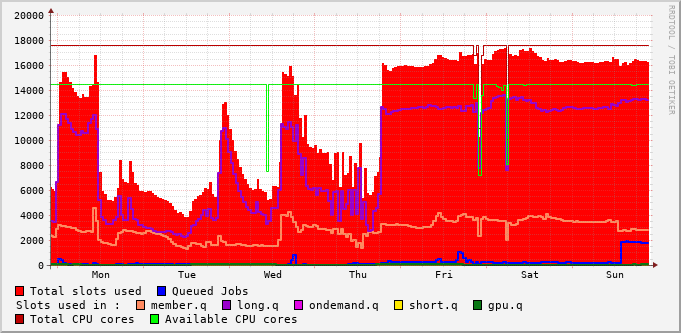 20000
18000
16000
14000
12000
10000
8000
6000
4000
2000
0
Mon Tue Wed Thu Fri Sat Sun
RRDTOOL / TOBI OETIKER
Total slots used Queued Jobs
Slots used in : member.q long.q ondemand.q short.q gpu.q
Total CPU cores Available CPU cores